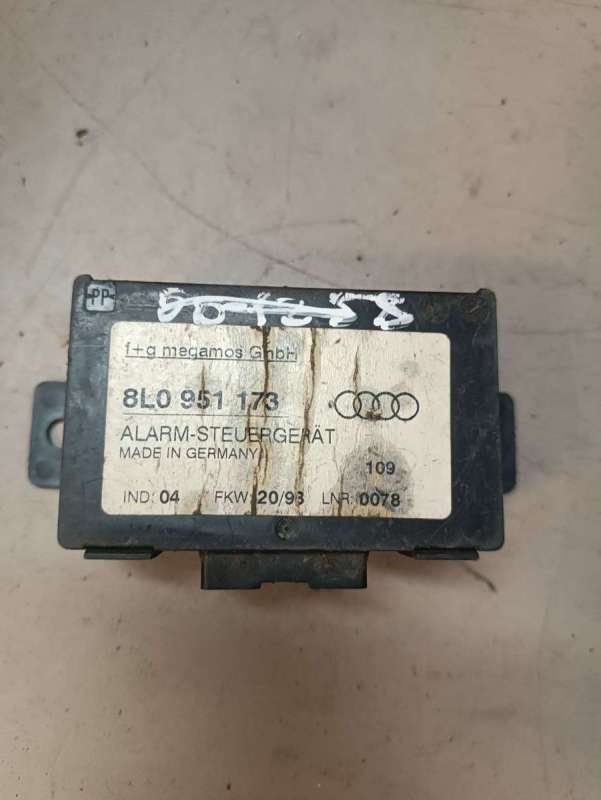 PP
f+g megamos GmbH
8L0 951 173
ALARM-STEUERGERÄT
MADE IN GERMANY
109
IND: 04 FKW: 20/98 LNR: 0078